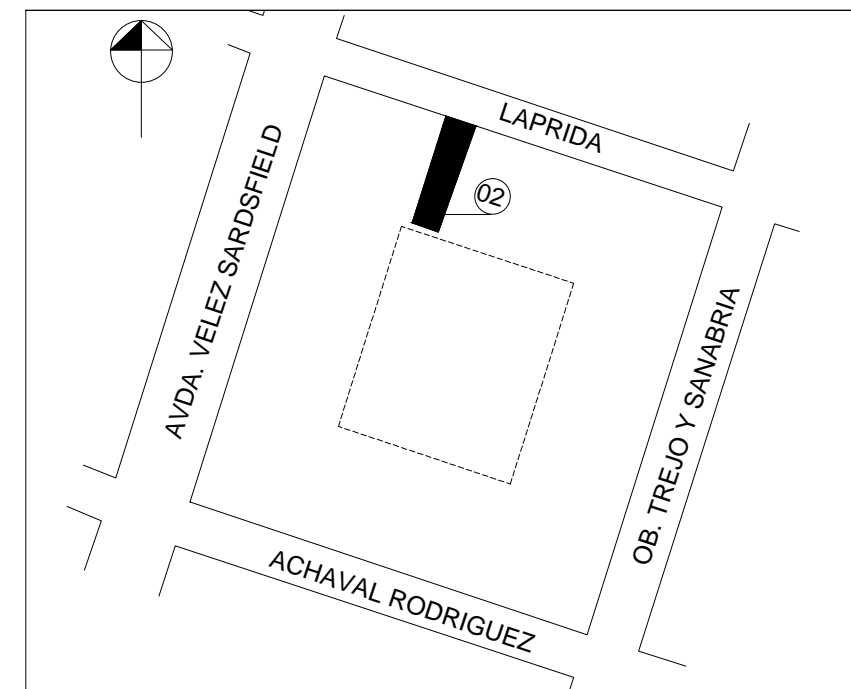 LAPRIDA
02
AVDA. VELEZ SARDSFIELD
OB. TREJO Y SANABRIA
ACHAVAL RODRIGUEZ